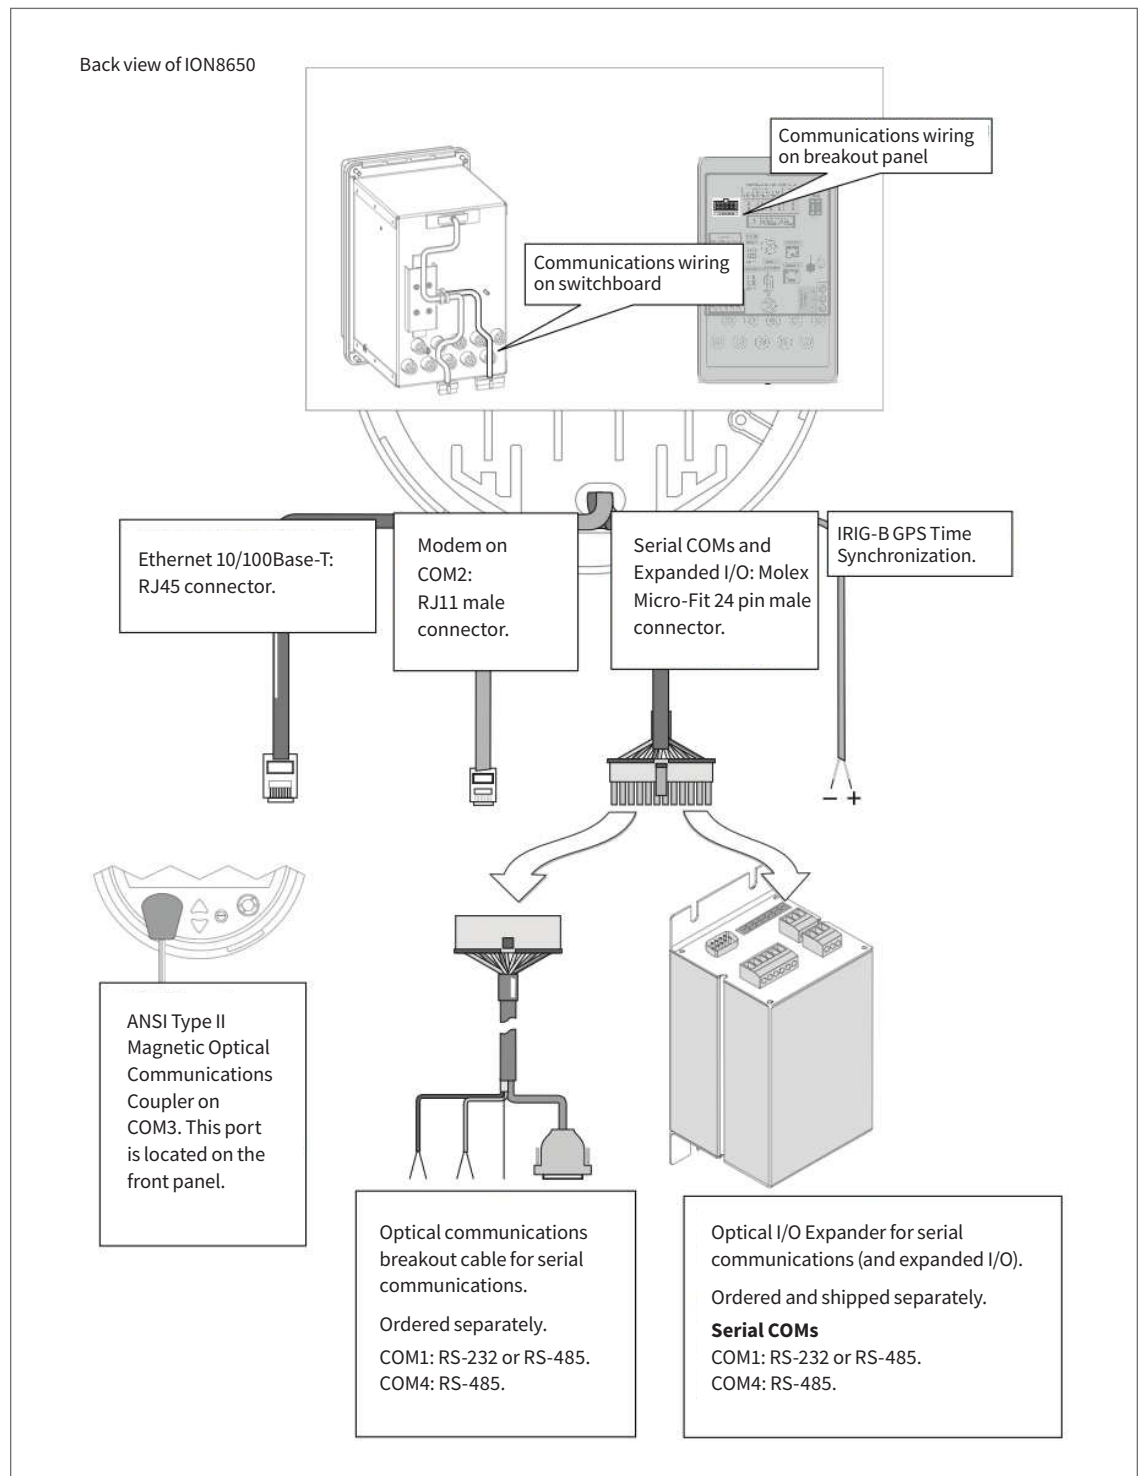 Back view of ION8650
Communications wiring
on breakout panel
Communications wiring
on switchboard
Ethernet 10/100Base-T:
RJ45 connector.
Modem on
COM2:
RJ11 male
connector.
Serial COMs and
Expanded I/O: Molex
Micro-Fit 24 pin male
connector.
IRIG-B GPS Time
Synchronization.
– +
ANSI Type II
Magnetic Optical
Communications
Coupler on
COM3. This port
is located on the
front panel.
Optical communications
breakout cable for serial
communications.
Ordered separately.
COM1: RS-232 or RS-485.
COM4: RS-485.
Optical I/O Expander for serial
communications (and expanded I/O).
Ordered and shipped separately.
Serial COMs
COM1: RS-232 or RS-485.
COM4: RS-485.